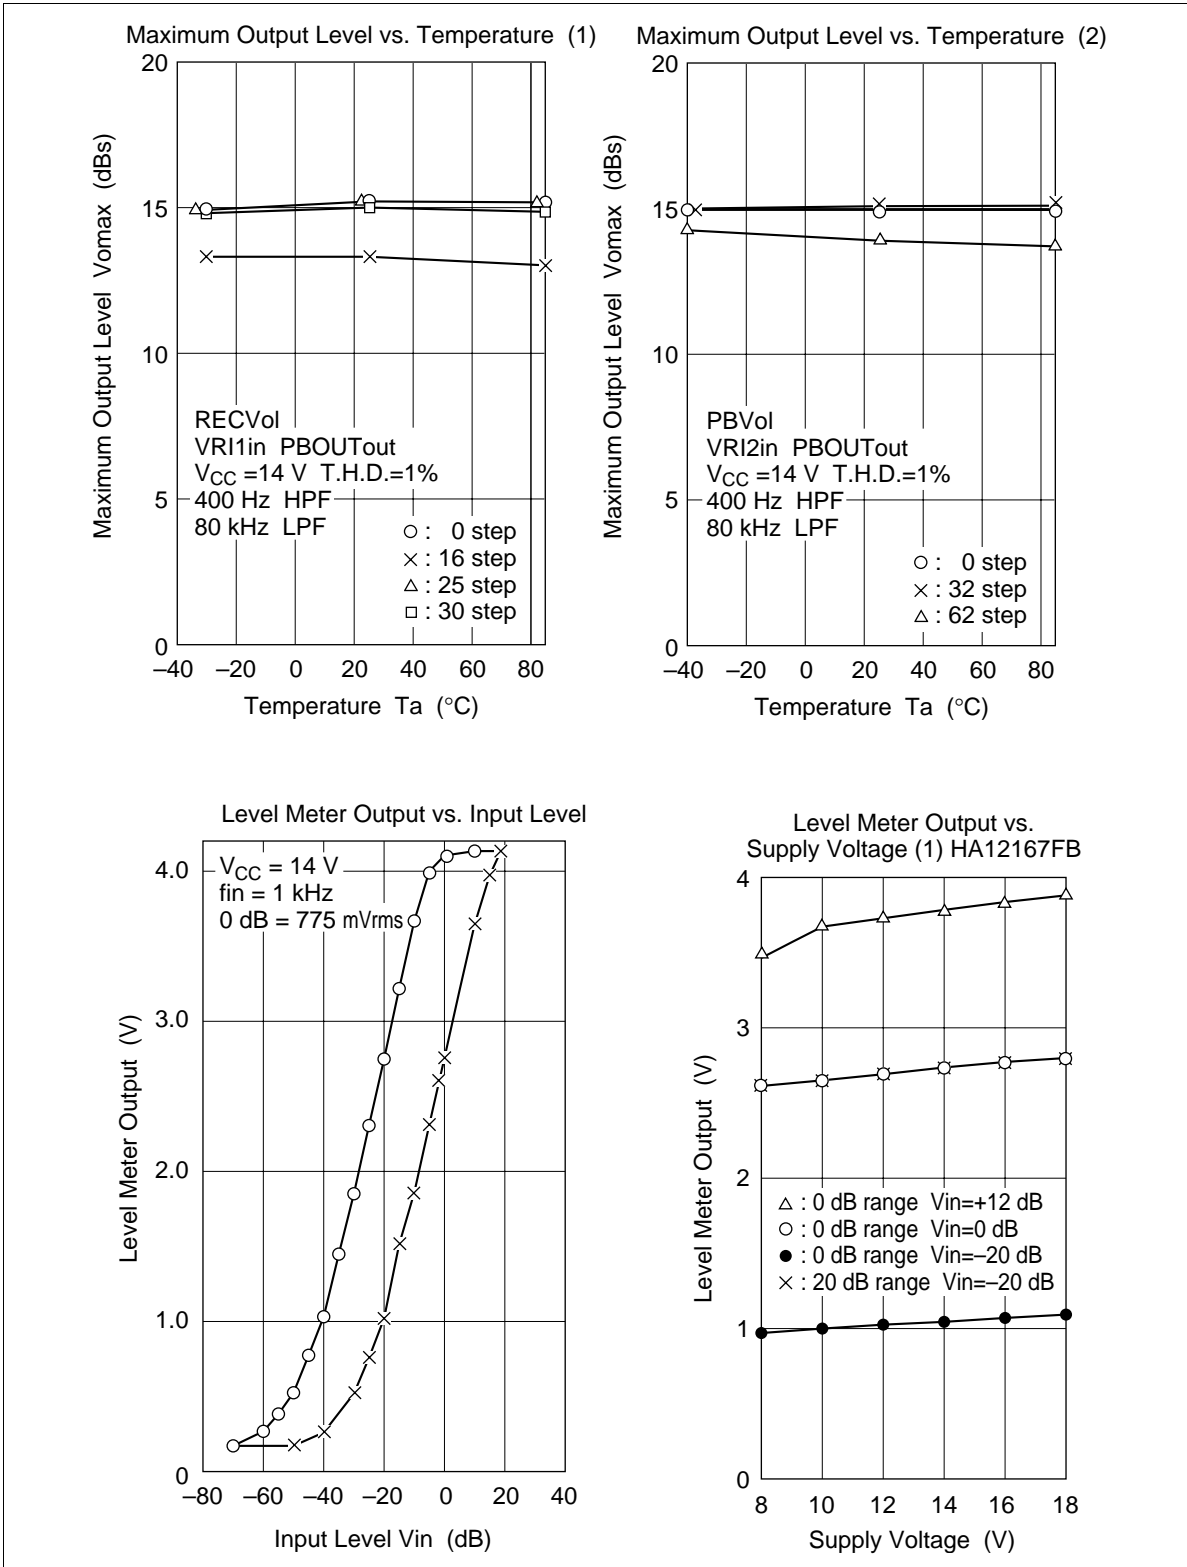 Maximum Output Level vs. Temperature (1)
20
15
10
5
0
Maximum Output Level Vomax (dBs)
RECVol
VRI1in PBOUTout
VCC =14 V T.H.D.=1%
400 Hz HPF
80 kHz LPF
○ : 0 step
× : 16 step
△ : 25 step
□ : 30 step
–40 –20 0 20 40 60 80
Temperature Ta (°C)
Maximum Output Level vs. Temperature (2)
20
15
10
5
0
Maximum Output Level Vomax (dBs)
PBVol
VRI2in PBOUTout
VCC =14 V T.H.D.=1%
400 Hz HPF
80 kHz LPF
○ : 0 step
× : 32 step
△ : 62 step
–40 –20 0 20 40 60 80
Temperature Ta (°C)
Level Meter Output vs. Input Level
4.0
3.0
2.0
1.0
0
Level Meter Output (V)
VCC = 14 V
fin = 1 kHz
0 dB = 775 mVrms
–80 –60 –40 –20 0 20 40
Input Level Vin (dB)
Level Meter Output vs.
Supply Voltage (1) HA12167FB
4
3
2
1
0
Level Meter Output (V)
△ : 0 dB range Vin=+12 dB
○ : 0 dB range Vin=0 dB
● : 0 dB range Vin=–20 dB
× : 20 dB range Vin=–20 dB
8 10 12 14 16 18
Supply Voltage (V)